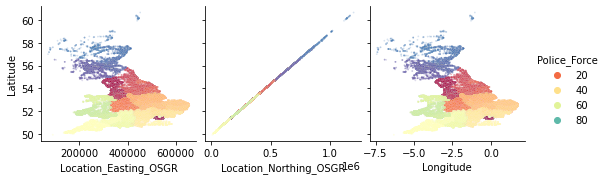 Latitude
60
58
56
54
52
50
200000 400000 600000
Location_Easting_OSGR
0 0.5 1.0
1e6
Location_Northing_OSGR
−7.5 −5.0 −2.5 0.0
Longitude
Police_Force
20
40
60
80